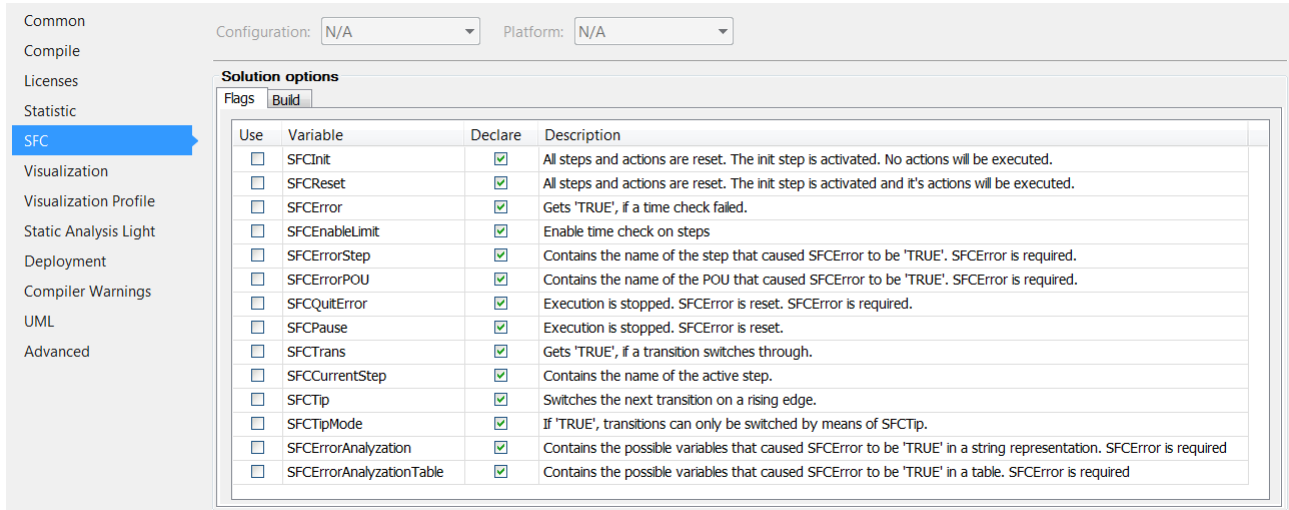 Common
Compile
Licenses
Statistic
SFC
Visualization
Visualization Profile
Static Analysis Light
Deployment
Compiler Warnings
UML
Advanced
Configuration: N/A Platform: N/A
Solution options
Flags Build
Use Variable Declare Description
SFCInit All steps and actions are reset. The init step is activated. No actions will be executed.
SFCReset All steps and actions are reset. The init step is activated and it's actions will be executed.
SFCError Gets 'TRUE', if a time check failed.
SFCEnableLimit Enable time check on steps
SFCErrorStep Contains the name of the step that caused SFCError to be 'TRUE'. SFCError is required.
SFCErrorPOU Contains the name of the POU that caused SFCError to be 'TRUE'. SFCError is required.
SFCQuitError Execution is stopped. SFCError is reset. SFCError is required.
SFCPause Execution is stopped. SFCError is reset.
SFCTrans Gets 'TRUE', if a transition switches through.
SFCCurrentStep Contains the name of the active step.
SFCTip Switches the next transition on a rising edge.
SFCTipMode If 'TRUE', transitions can only be switched by means of SFCTip.
SFCErrorAnalyzation Contains the possible variables that caused SFCError to be 'TRUE' in a string representation. SFCError is required
SFCErrorAnalyzationTable Contains the possible variables that caused SFCError to be 'TRUE' in a table. SFCError is required